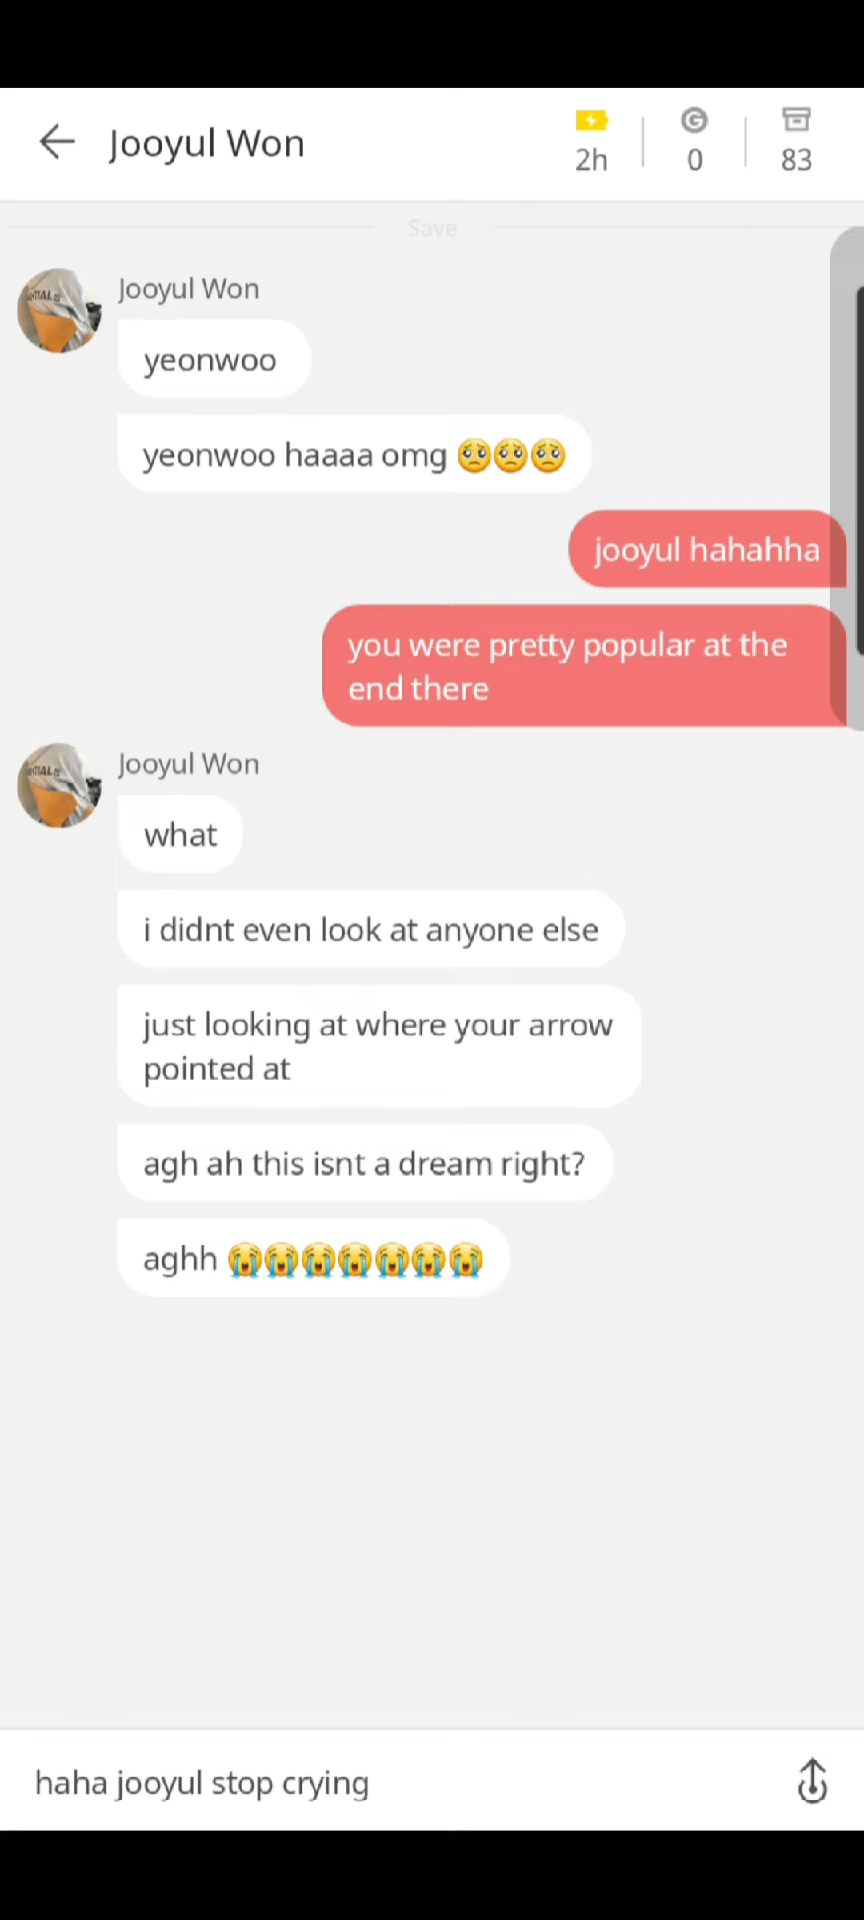 Jooyul Won
2h
0
83
Save
Jooyul Won
yeonwoo
yeonwoo haaaa omg 🥺🥺🥺
jooyul hahahha
you were pretty popular at the
end there
Jooyul Won
what
i didnt even look at anyone else
just looking at where your arrow
pointed at
agh ah this isnt a dream right?
aghh 😭😭😭😭😭😭😭
haha jooyul stop crying